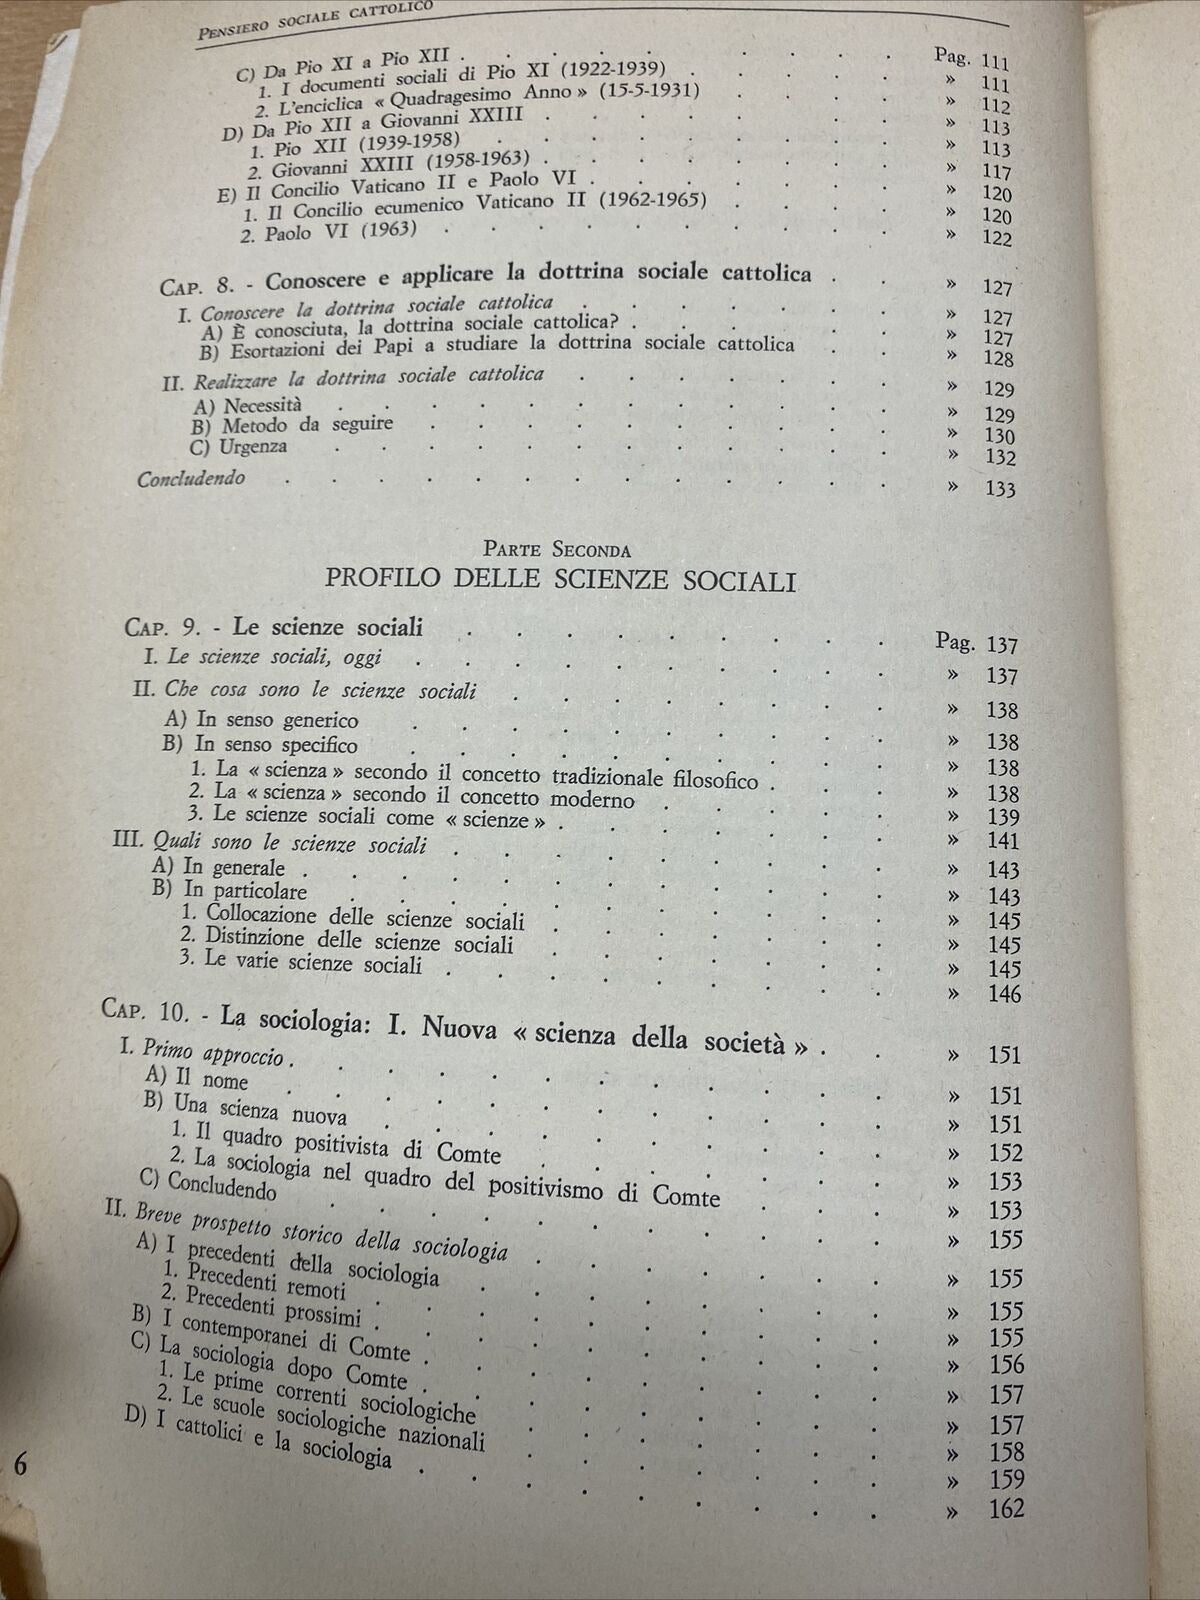 PENSIERO SOCIALE CATTOLICO
C) Da Pio XI a Pio XII . . . . . . . . . Pag. 111
1. I documenti sociali di Pio XI (1922-1939) . . . . . » 111
2. L'enciclica « Quadragesimo Anno » (15-5-1931) . . . . » 112
D) Da Pio XII a Giovanni XXIII . . . . . . . » 113
1. Pio XII (1939-1958) . . . . . . . . » 113
2. Giovanni XXIII (1958-1963) . . . . . . . » 117
E) Il Concilio Vaticano II e Paolo VI . . . . . . » 120
1. Il Concilio ecumenico Vaticano II (1962-1965) . . . . » 120
2. Paolo VI (1963) . . . . . . . . . » 122
CAP. 8. - Conoscere e applicare la dottrina sociale cattolica . . » 127
I. Conoscere la dottrina sociale cattolica . . . . . . » 127
A) È conosciuta, la dottrina sociale cattolica? . . . . . » 127
B) Esortazioni dei Papi a studiare la dottrina sociale cattolica . . » 128
II. Realizzare la dottrina sociale cattolica . . . . . . . » 129
A) Necessità . . . . . . . . . . . . » 129
B) Metodo da seguire . . . . . . . . . . » 130
C) Urgenza . . . . . . . . . . . . » 132
Concludendo . . . . . . . . . . . . . » 133
PARTE SECONDA
PROFILO DELLE SCIENZE SOCIALI
CAP. 9. - Le scienze sociali . . . . . . . . . Pag. 137
I. Le scienze sociali, oggi . . . . . . . . . . » 137
II. Che cosa sono le scienze sociali . . . . . . . . » 138
A) In senso generico . . . . . . . . . . » 138
B) In senso specifico . . . . . . . . . . » 138
1. La « scienza » secondo il concetto tradizionale filosofico . . . » 138
2. La « scienza » secondo il concetto moderno . . . . . » 139
3. Le scienze sociali come « scienze » . . . . . . . » 141
III. Quali sono le scienze sociali . . . . . . . . . » 143
A) In generale . . . . . . . . . . . . » 143
B) In particolare . . . . . . . . . . . » 145
1. Collocazione delle scienze sociali . . . . . . . » 145
2. Distinzione delle scienze sociali . . . . . . . » 145
3. Le varie scienze sociali . . . . . . . . . » 146
CAP. 10. - La sociologia: I. Nuova « scienza della società » . . » 151
I. Primo approccio . . . . . . . . . . . . » 151
A) Il nome . . . . . . . . . . . . » 151
B) Una scienza nuova . . . . . . . . . . » 152
1. Il quadro positivista di Comte . . . . . . . » 153
2. La sociologia nel quadro del positivismo di Comte . . . » 153
C) Concludendo . . . . . . . . . . . » 155
II. Breve prospetto storico della sociologia . . . . . . . » 155
A) I precedenti della sociologia . . . . . . . . » 155
1. Precedenti remoti . . . . . . . . . . » 155
2. Precedenti prossimi . . . . . . . . . . » 156
B) I contemporanei di Comte . . . . . . . . . » 157
C) La sociologia dopo Comte . . . . . . . . . » 157
1. Le prime correnti sociologiche . . . . . . . » 158
2. Le scuole sociologiche nazionali . . . . . . . » 159
D) I cattolici e la sociologia . . . . . . . . . » 162
6